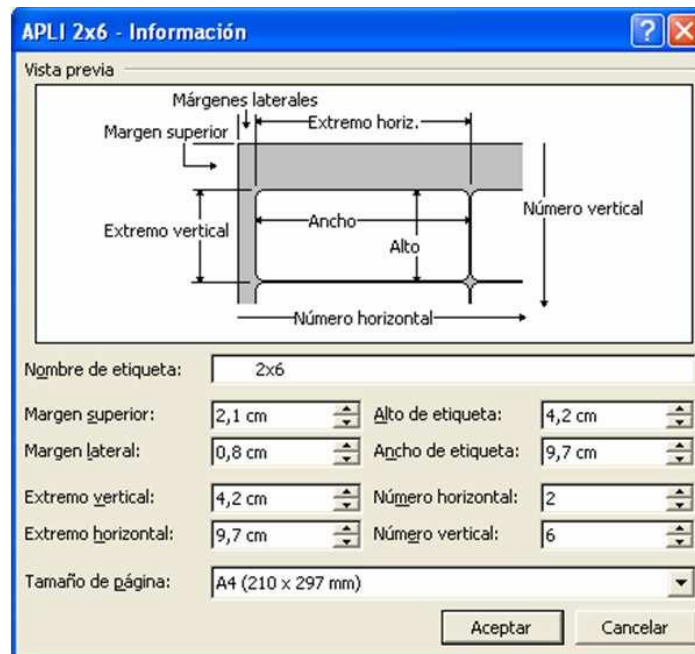 APLI 2x6 - Información
Vista previa
Márgenes laterales
Extremo horiz.
Margen superior
Número vertical
Ancho
Extremo vertical
Alto
Número horizontal
Nombre de etiqueta: 2x6
Margen superior: 2,1 cm Alto de etiqueta: 4,2 cm
Margen lateral: 0,8 cm Ancho de etiqueta: 9,7 cm
Extremo vertical: 4,2 cm Número horizontal: 2
Extremo horizontal: 9,7 cm Número vertical: 6
Tamaño de página: A4 (210 x 297 mm)
Aceptar Cancelar